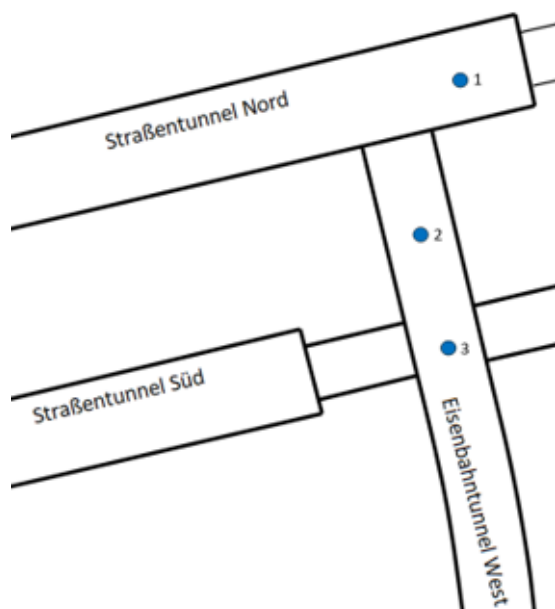 1
Straßentunnel Nord
2
3
Straßentunnel Süd
Eisenbahntunnel West